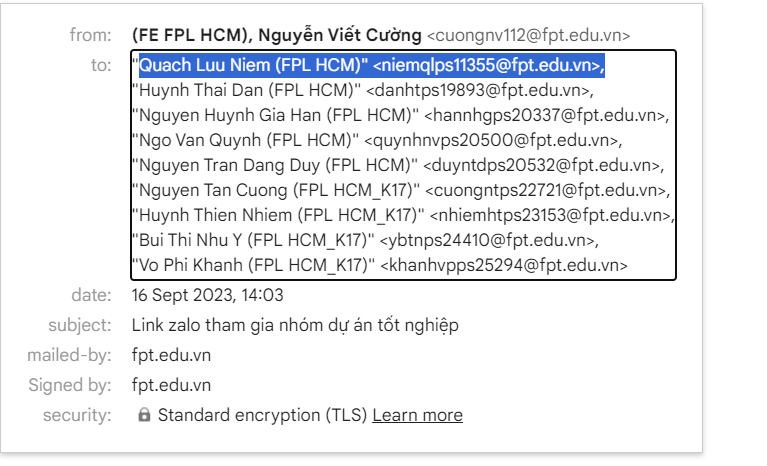 from: (FE FPL HCM), Nguyễn Viết Cường <cuongnv112@fpt.edu.vn>
to: "Quach Luu Niem (FPL HCM)" <niemqlps11355@fpt.edu.vn>,
"Huynh Thai Dan (FPL HCM)" <danhtps19893@fpt.edu.vn>,
"Nguyen Huynh Gia Han (FPL HCM)" <hannhgps20337@fpt.edu.vn>,
"Ngo Van Quynh (FPL HCM)" <quynhnvps20500@fpt.edu.vn>,
"Nguyen Tran Dang Duy (FPL HCM)" <duyntdps20532@fpt.edu.vn>,
"Nguyen Tan Cuong (FPL HCM_K17)" <cuongntps22721@fpt.edu.vn>,
"Huynh Thien Nhiem (FPL HCM_K17)" <nhiemhtps23153@fpt.edu.vn>,
"Bui Thi Nhu Y (FPL HCM_K17)" <ybtnps24410@fpt.edu.vn>,
"Vo Phi Khanh (FPL HCM_K17)" <khanhvpps25294@fpt.edu.vn>
date: 16 Sept 2023, 14:03
subject: Link zalo tham gia nhóm dự án tốt nghiệp
mailed-by: fpt.edu.vn
Signed by: fpt.edu.vn
security: Standard encryption (TLS) Learn more